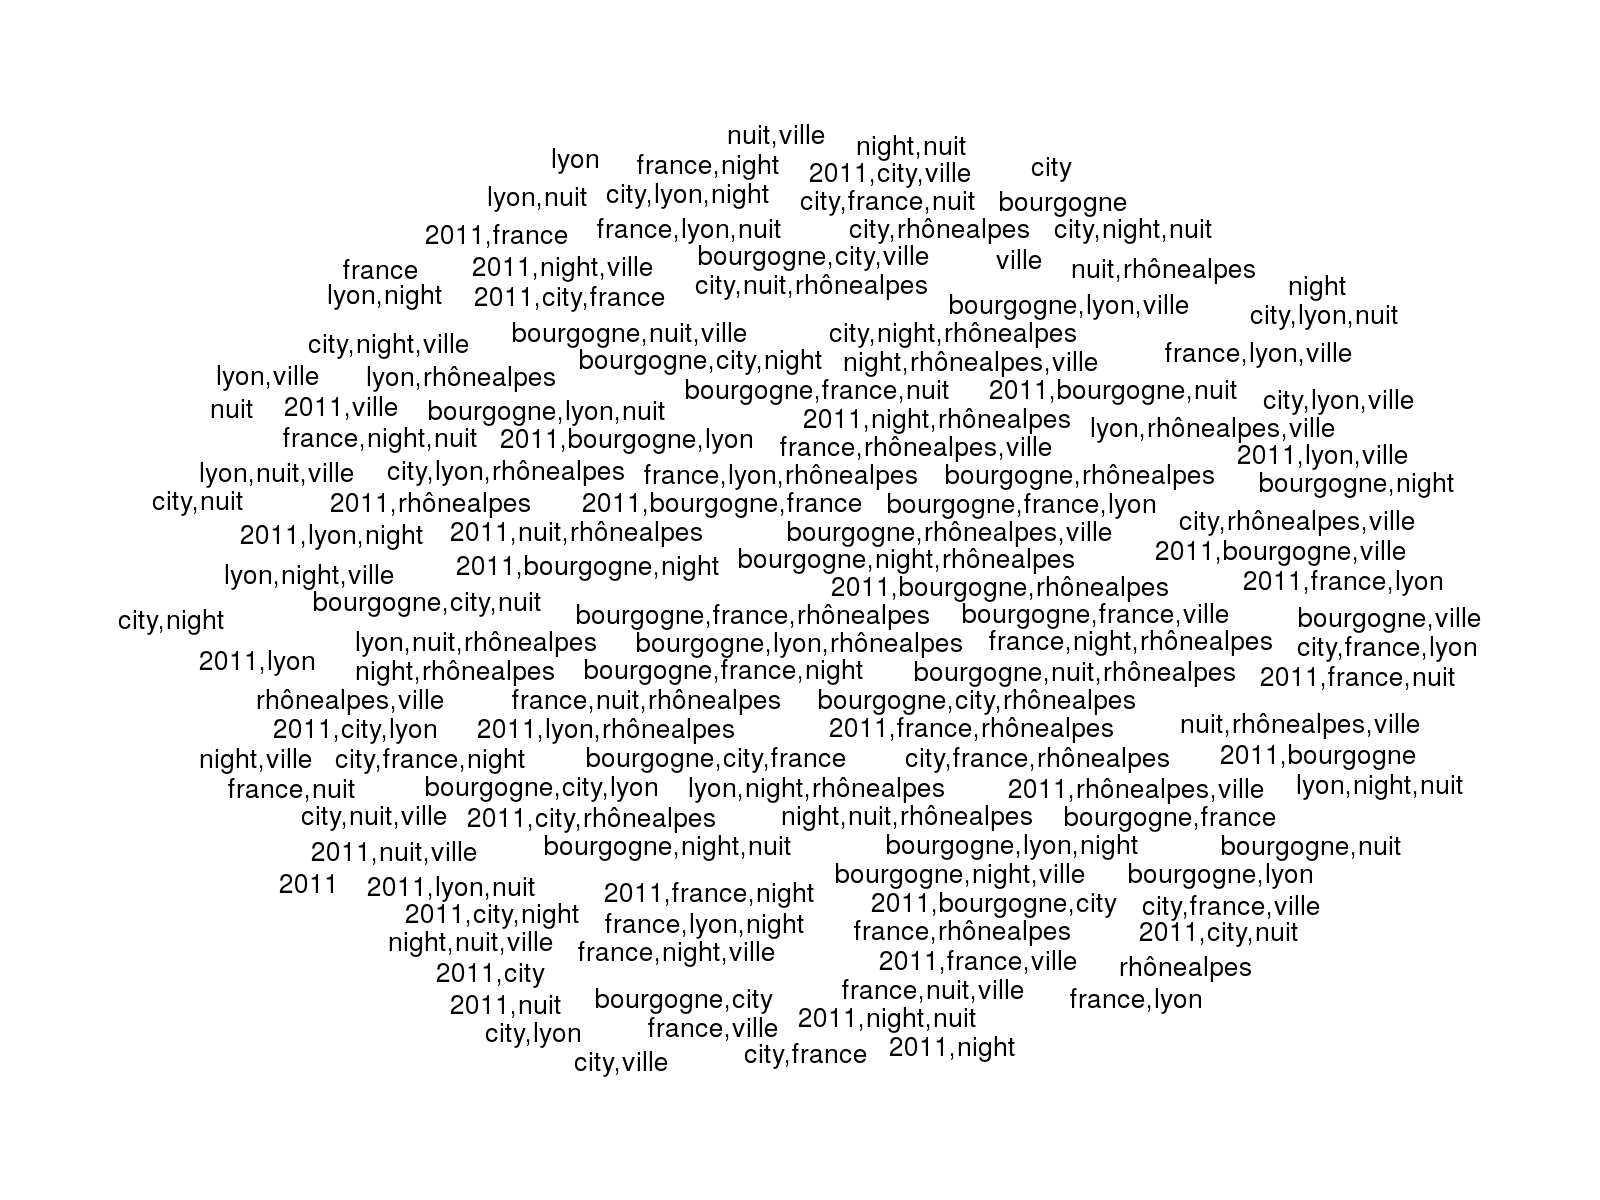 nuit,ville
night,nuit
lyon
france,night
2011,city,ville
city
lyon,nuit
city,lyon,night
city,france,nuit
bourgogne
2011,france
france,lyon,nuit
city,rhônealpes
city,night,nuit
france
2011,night,ville
bourgogne,city,ville
ville
nuit,rhônealpes
lyon,night
2011,city,france
city,nuit,rhônealpes
night
bourgogne,lyon,ville
city,lyon,nuit
city,night,ville
bourgogne,nuit,ville
city,night,rhônealpes
bourgogne,city,night
night,rhônealpes,ville
france,lyon,ville
lyon,ville
lyon,rhônealpes
bourgogne,france,nuit
2011,bourgogne,nuit
city,lyon,ville
nuit
2011,ville
bourgogne,lyon,nuit
2011,night,rhônealpes
lyon,rhônealpes,ville
france,night,nuit
2011,bourgogne,lyon
france,rhônealpes,ville
2011,lyon,ville
lyon,nuit,ville
city,lyon,rhônealpes
france,lyon,rhônealpes
bourgogne,rhônealpes
bourgogne,night
city,nuit
2011,rhônealpes
2011,bourgogne,france
bourgogne,france,lyon
city,rhônealpes,ville
2011,lyon,night
2011,nuit,rhônealpes
bourgogne,rhônealpes,ville
2011,bourgogne,ville
lyon,night,ville
2011,bourgogne,night
bourgogne,night,rhônealpes
2011,bourgogne,rhônealpes
2011,france,lyon
bourgogne,city,nuit
city,night
bourgogne,france,rhônealpes
bourgogne,france,ville
bourgogne,ville
lyon,nuit,rhônealpes
bourgogne,lyon,rhônealpes
france,night,rhônealpes
city,france,lyon
2011,lyon
night,rhônealpes
bourgogne,france,night
bourgogne,nuit,rhônealpes
2011,france,nuit
rhônealpes,ville
france,nuit,rhônealpes
bourgogne,city,rhônealpes
2011,city,lyon
2011,lyon,rhônealpes
2011,france,rhônealpes
nuit,rhônealpes,ville
night,ville
city,france,night
bourgogne,city,france
city,france,rhônealpes
2011,bourgogne
france,nuit
bourgogne,city,lyon
lyon,night,rhônealpes
2011,rhônealpes,ville
lyon,night,nuit
city,nuit,ville
2011,city,rhônealpes
night,nuit,rhônealpes
bourgogne,france
2011,nuit,ville
bourgogne,night,nuit
bourgogne,lyon,night
bourgogne,nuit
2011
2011,lyon,nuit
2011,france,night
bourgogne,night,ville
bourgogne,lyon
2011,city,night
france,lyon,night
2011,bourgogne,city
city,france,ville
night,nuit,ville
france,night,ville
france,rhônealpes
2011,city,nuit
2011,city
2011,france,ville
rhônealpes
2011,nuit
bourgogne,city
france,nuit,ville
france,lyon
city,lyon
france,ville
2011,night,nuit
city,ville
city,france
2011,night